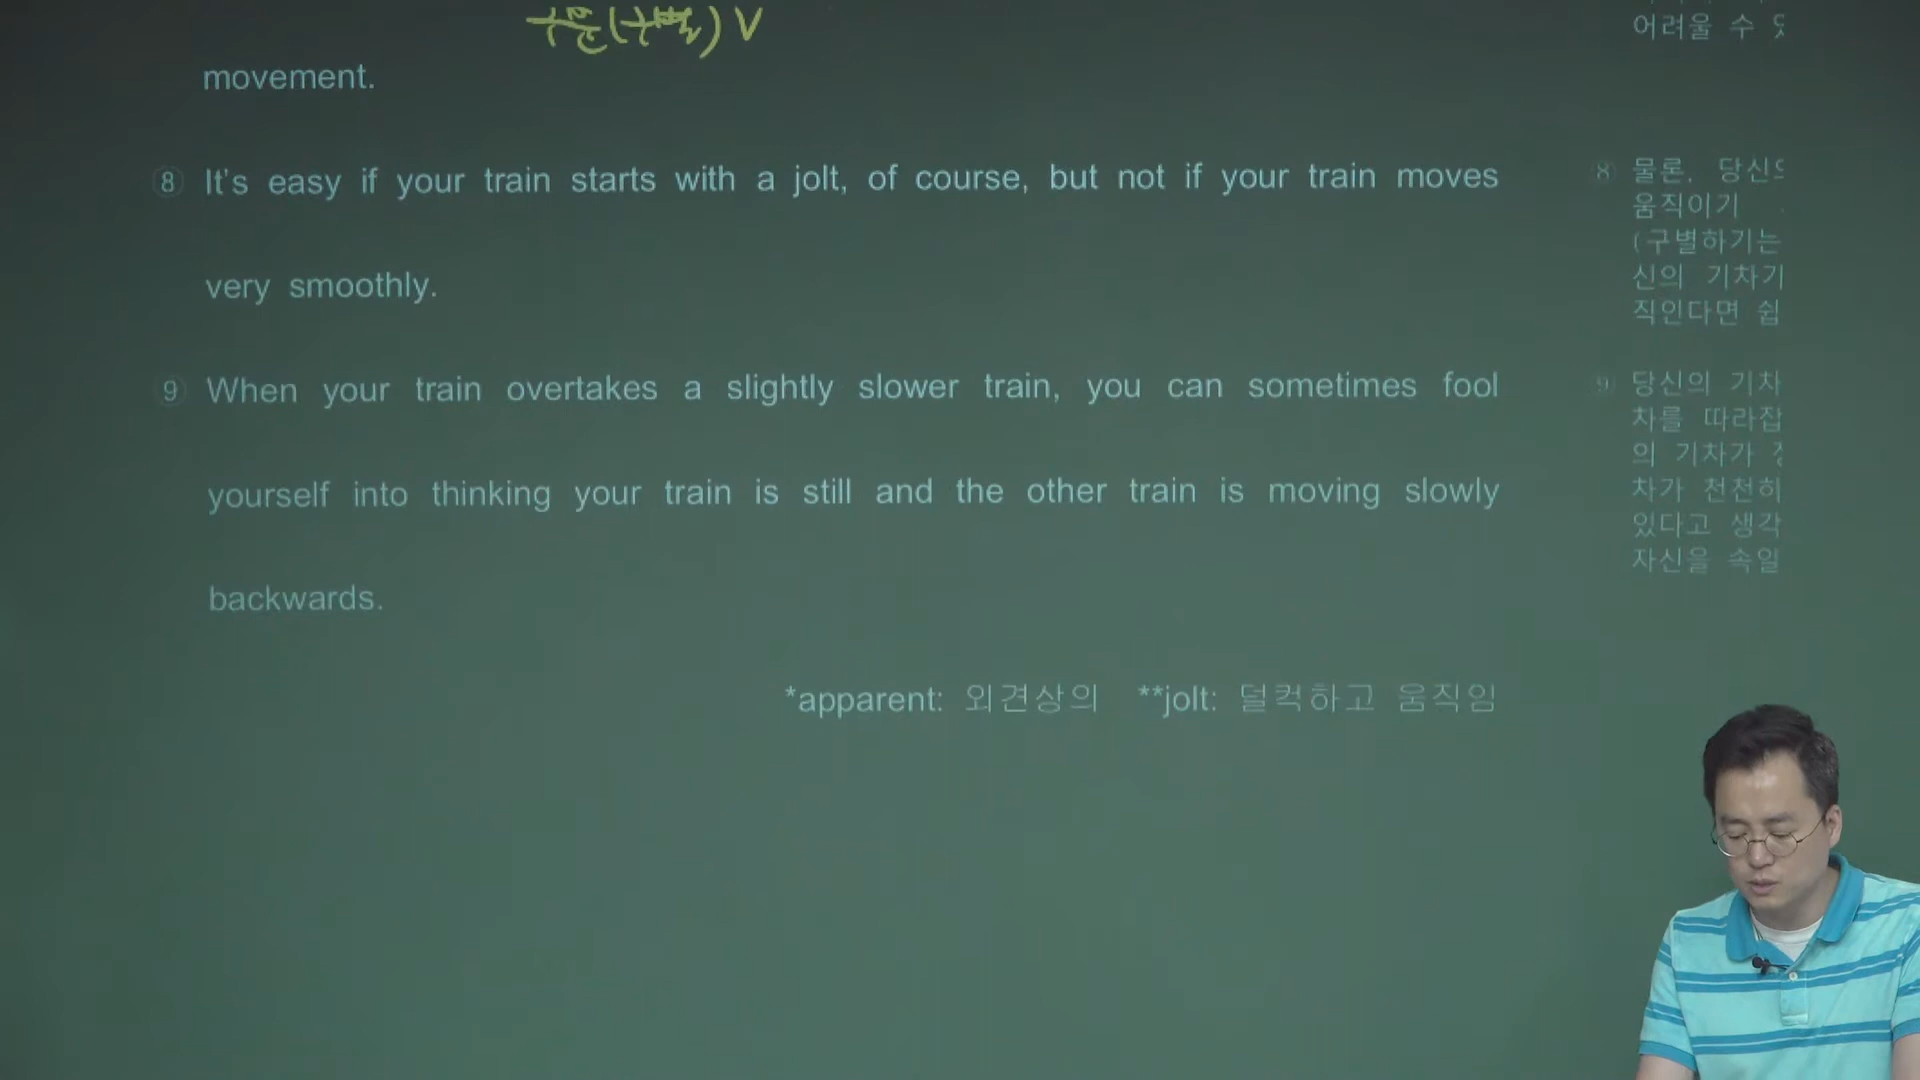 구문(구별) V
어려울 수
movement.
⑧ It's easy if your train starts with a jolt, of course, but not if your train moves
very smoothly.
⑨ When your train overtakes a slightly slower train, you can sometimes fool
yourself into thinking your train is still and the other train is moving slowly
backwards.
*apparent: 외견상의 **jolt: 덜컥하고 움직임
⑧ 물론, 당신의
움직이기
(구별하기는
신의 기차가
직인다면 쉽
⑨ 당신의 기차
차를 따라잡
의 기차가
차가 천천히
있다고 생각
자신을 속일